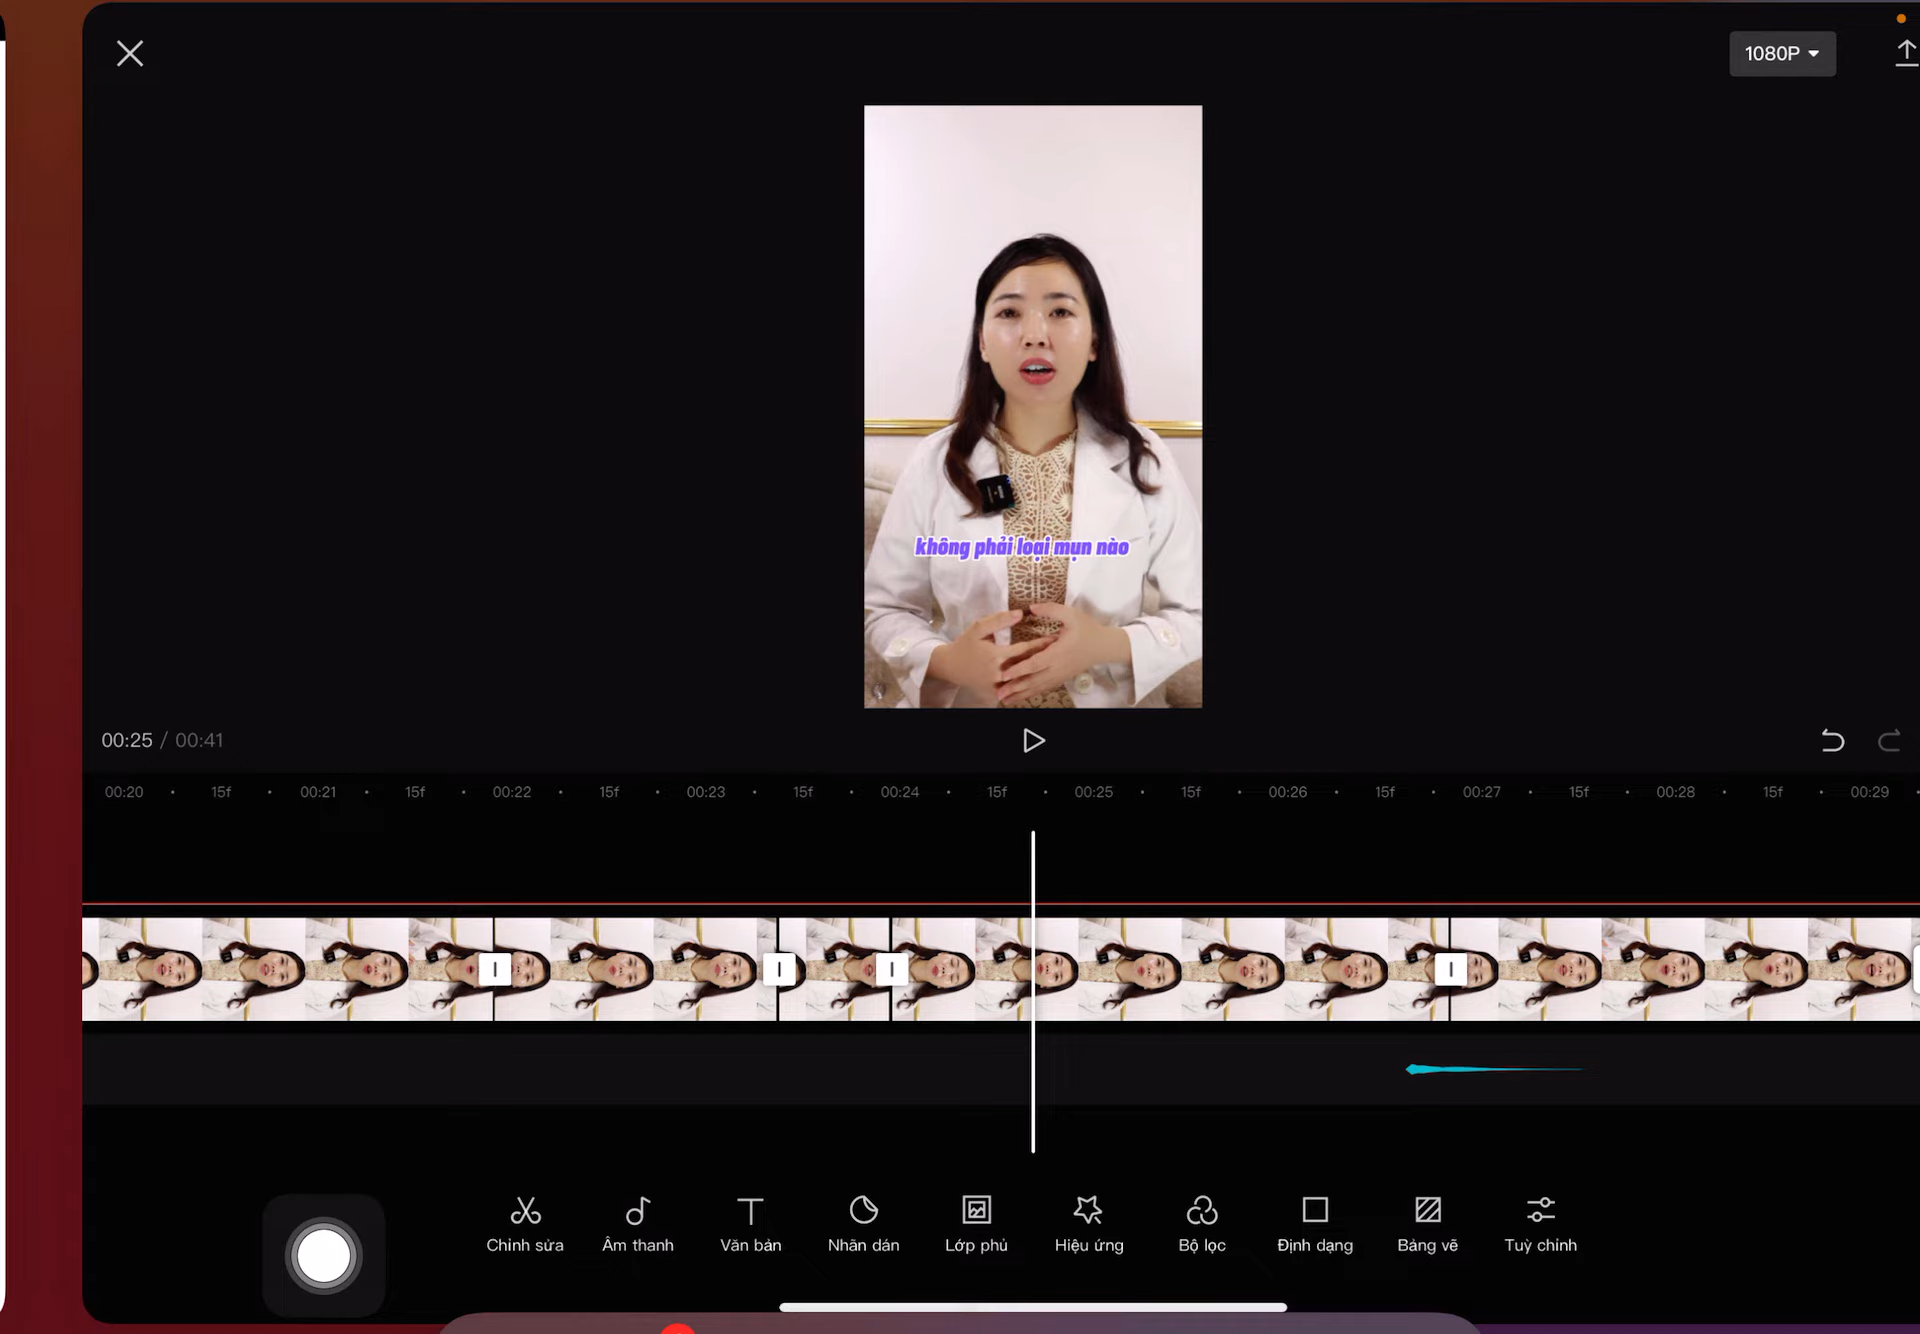 1080P
không phải loại mụn nào
00:25 / 00:41
00:20 15f 00:21 15f 00:22 15f 00:23 15f 00:24 15f 00:25 15f 00:26 15f 00:27 15f 00:28 15f 00:29
Chỉnh sửa Âm thanh Văn bản Nhãn dán Lớp phủ Hiệu ứng Bộ lọc Định dạng Bảng vẽ Tuỳ chỉnh